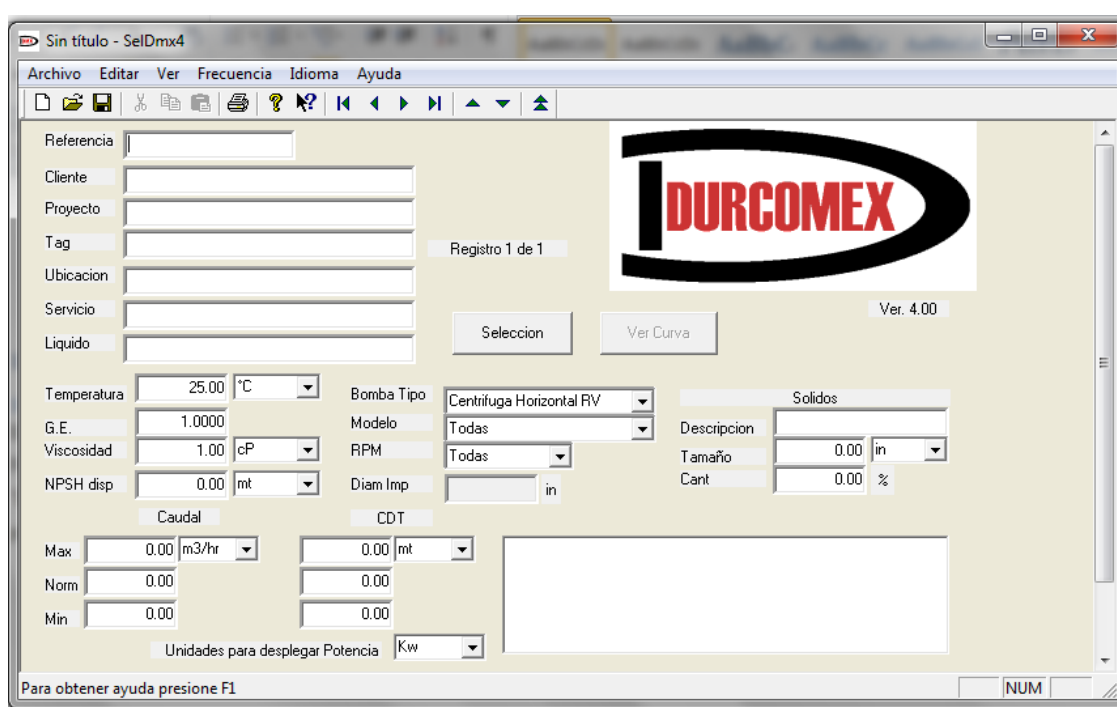 Sin título - SelDmx4
Archivo Editar Ver Frecuencia Idioma Ayuda
Referencia
Cliente
Proyecto
Tag
Registro 1 de 1
DURCOMEX
Ubicacion
Servicio
Ver. 4.00
Seleccion Ver Curva
Liquido
Temperatura 25.00 °C Bomba Tipo Centrifuga Horizontal RV Solidos
G.E. 1.0000 Modelo Todas Descripcion
Viscosidad 1.00 cP RPM Todas Tamaño 0.00 in
NPSH disp 0.00 mt Diam Imp in Cant 0.00 %
Caudal CDT
Max 0.00 m3/hr 0.00 mt
Norm 0.00 0.00
Min 0.00 0.00
Unidades para desplegar Potencia Kw
Para obtener ayuda presione F1 NUM